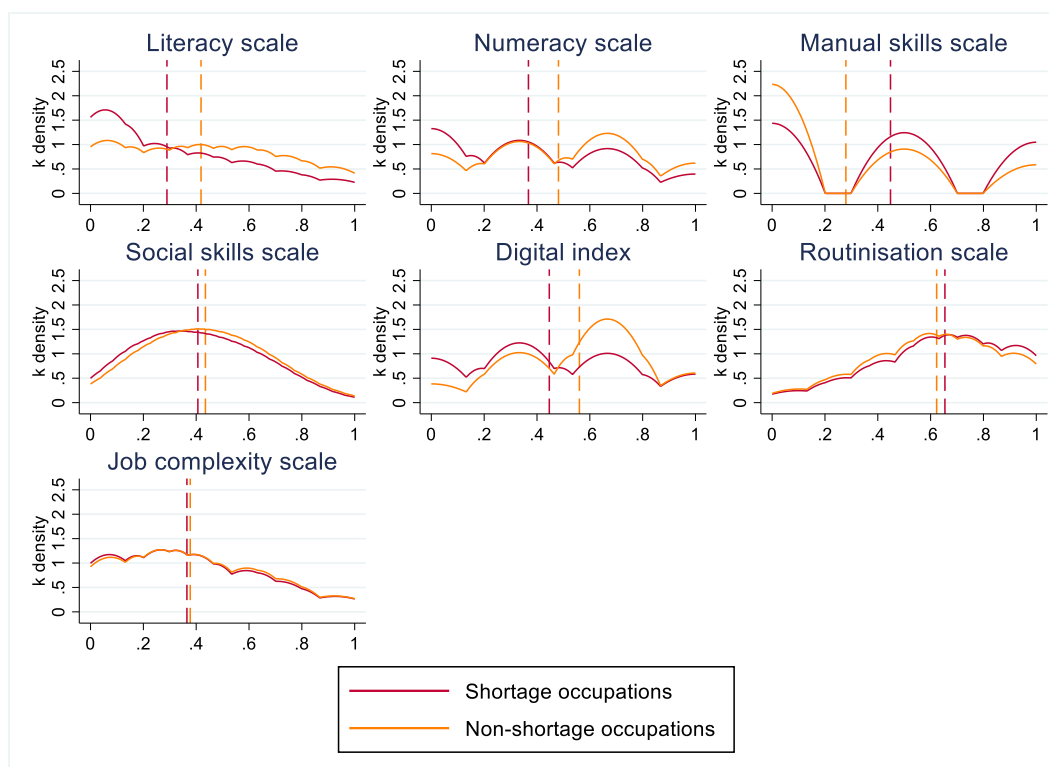 Literacy scale
k density
0 .5 1 1.5 2 2.5
0 .2 .4 .6 .8 1
Numeracy scale
k density
0 .5 1 1.5 2 2.5
0 .2 .4 .6 .8 1
Manual skills scale
k density
0 .5 1 1.5 2 2.5
0 .2 .4 .6 .8 1
Social skills scale
k density
0 .5 1 1.5 2 2.5
0 .2 .4 .6 .8 1
Digital index
k density
0 .5 1 1.5 2 2.5
0 .2 .4 .6 .8 1
Routinisation scale
k density
0 .5 1 1.5 2 2.5
0 .2 .4 .6 .8 1
Job complexity scale
k density
0 .5 1 1.5 2 2.5
0 .2 .4 .6 .8 1
Shortage occupations
Non-shortage occupations